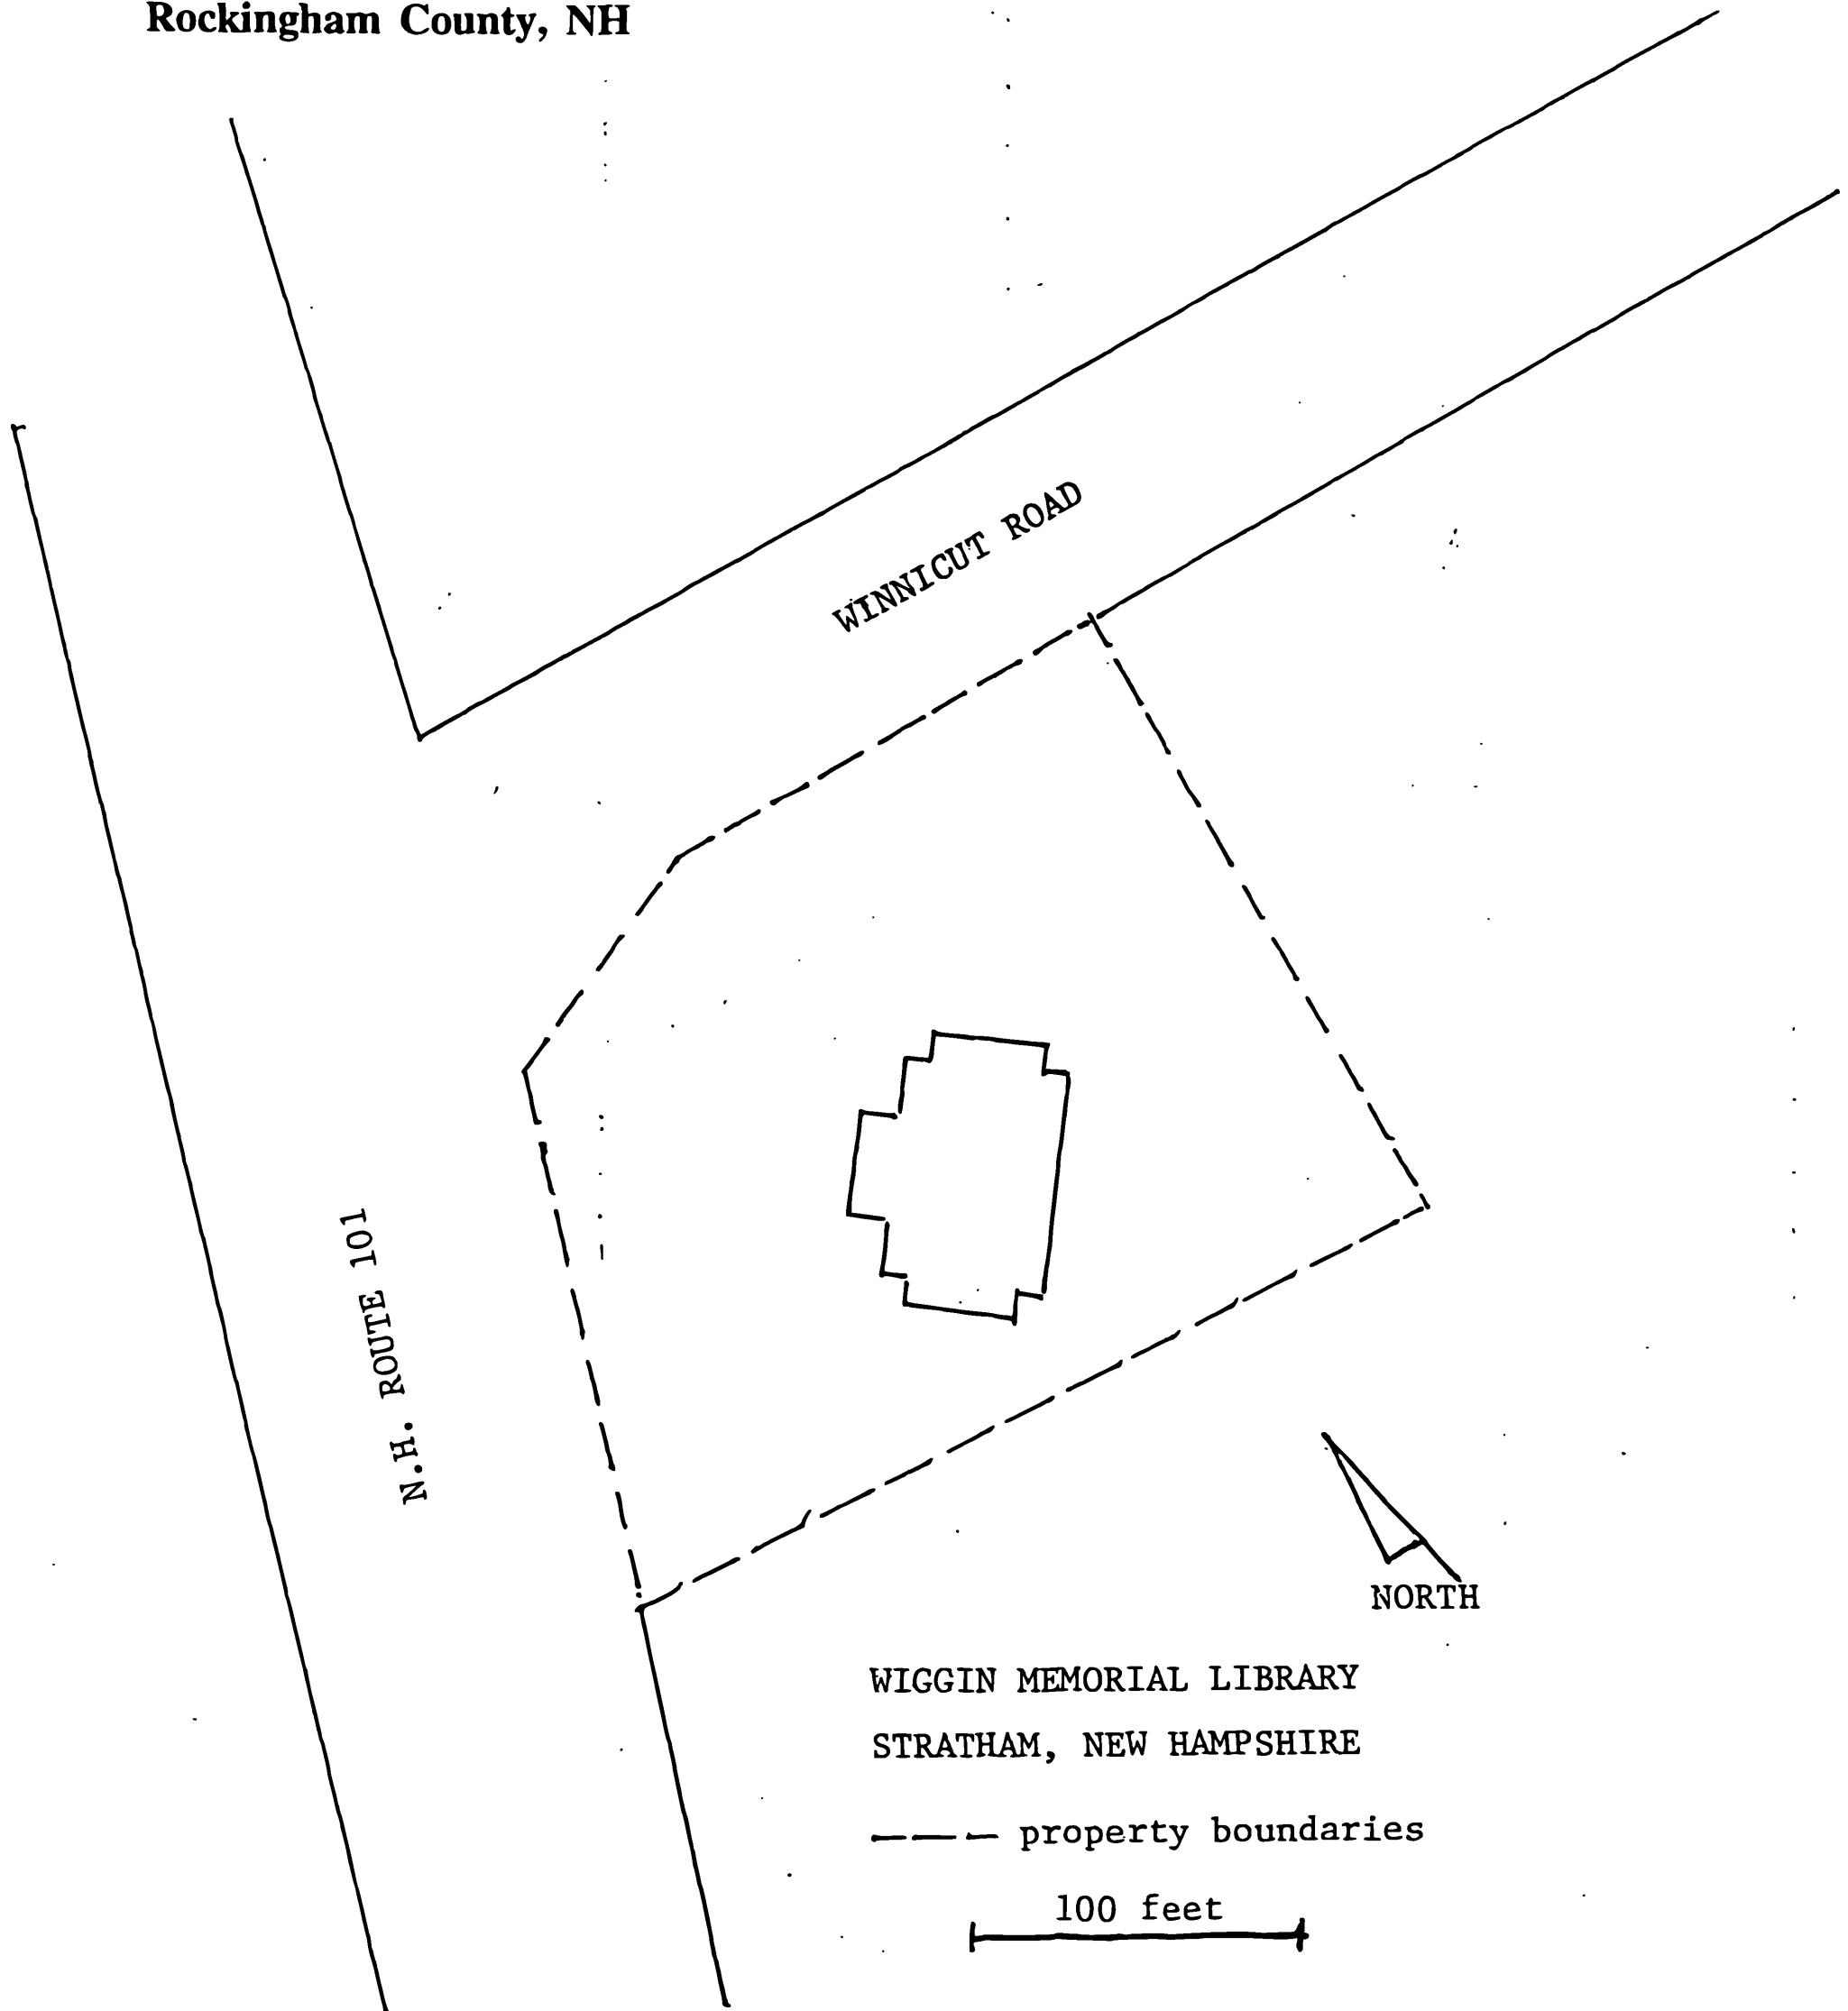 Rockingham County, NH
WINNICUT ROAD
N.H. ROUTE 101
NORTH
WIGGIN MEMORIAL LIBRARY
STRATHAM, NEW HAMPSHIRE
property boundaries
100 feet